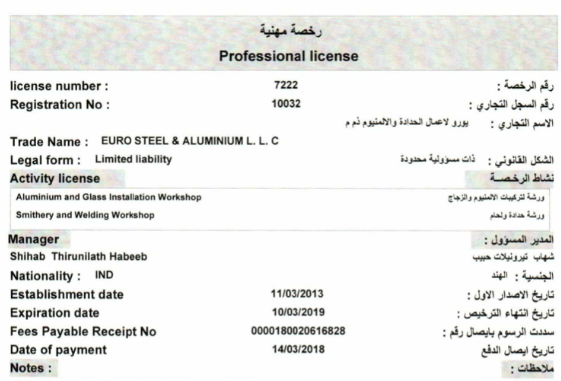 رخصة مهنية
Professional license
license number : 7222 رقم الرخصة :
Registration No : 10032 رقم السجل التجاري :
الاسم التجاري : يورو لاعمال الحدادة والالمنيوم ذ م م
Trade Name : EURO STEEL & ALUMINIUM L. L. C
Legal form : Limited liability ذات مسؤولية محدودة الشكل القانوني :
Activity license نشاط الرخصة
Aluminium and Glass Installation Workshop ورشة لتركيبات الالمنيوم والزجاج
Smithery and Welding Workshop ورشة حدادة ولحام
Manager المدير المسؤول :
Shihab Thirunilath Habeeb شهاب تيرونيلات حبيب
Nationality : IND الجنسية : الهند
Establishment date 11/03/2013 تاريخ الاصدار الاول :
Expiration date 10/03/2019 تاريخ انتهاء الترخيص :
Fees Payable Receipt No 0000180020616828 سددت الرسوم بايصال رقم :
Date of payment 14/03/2018 تاريخ ايصال الدفع
Notes : ملاحظات :